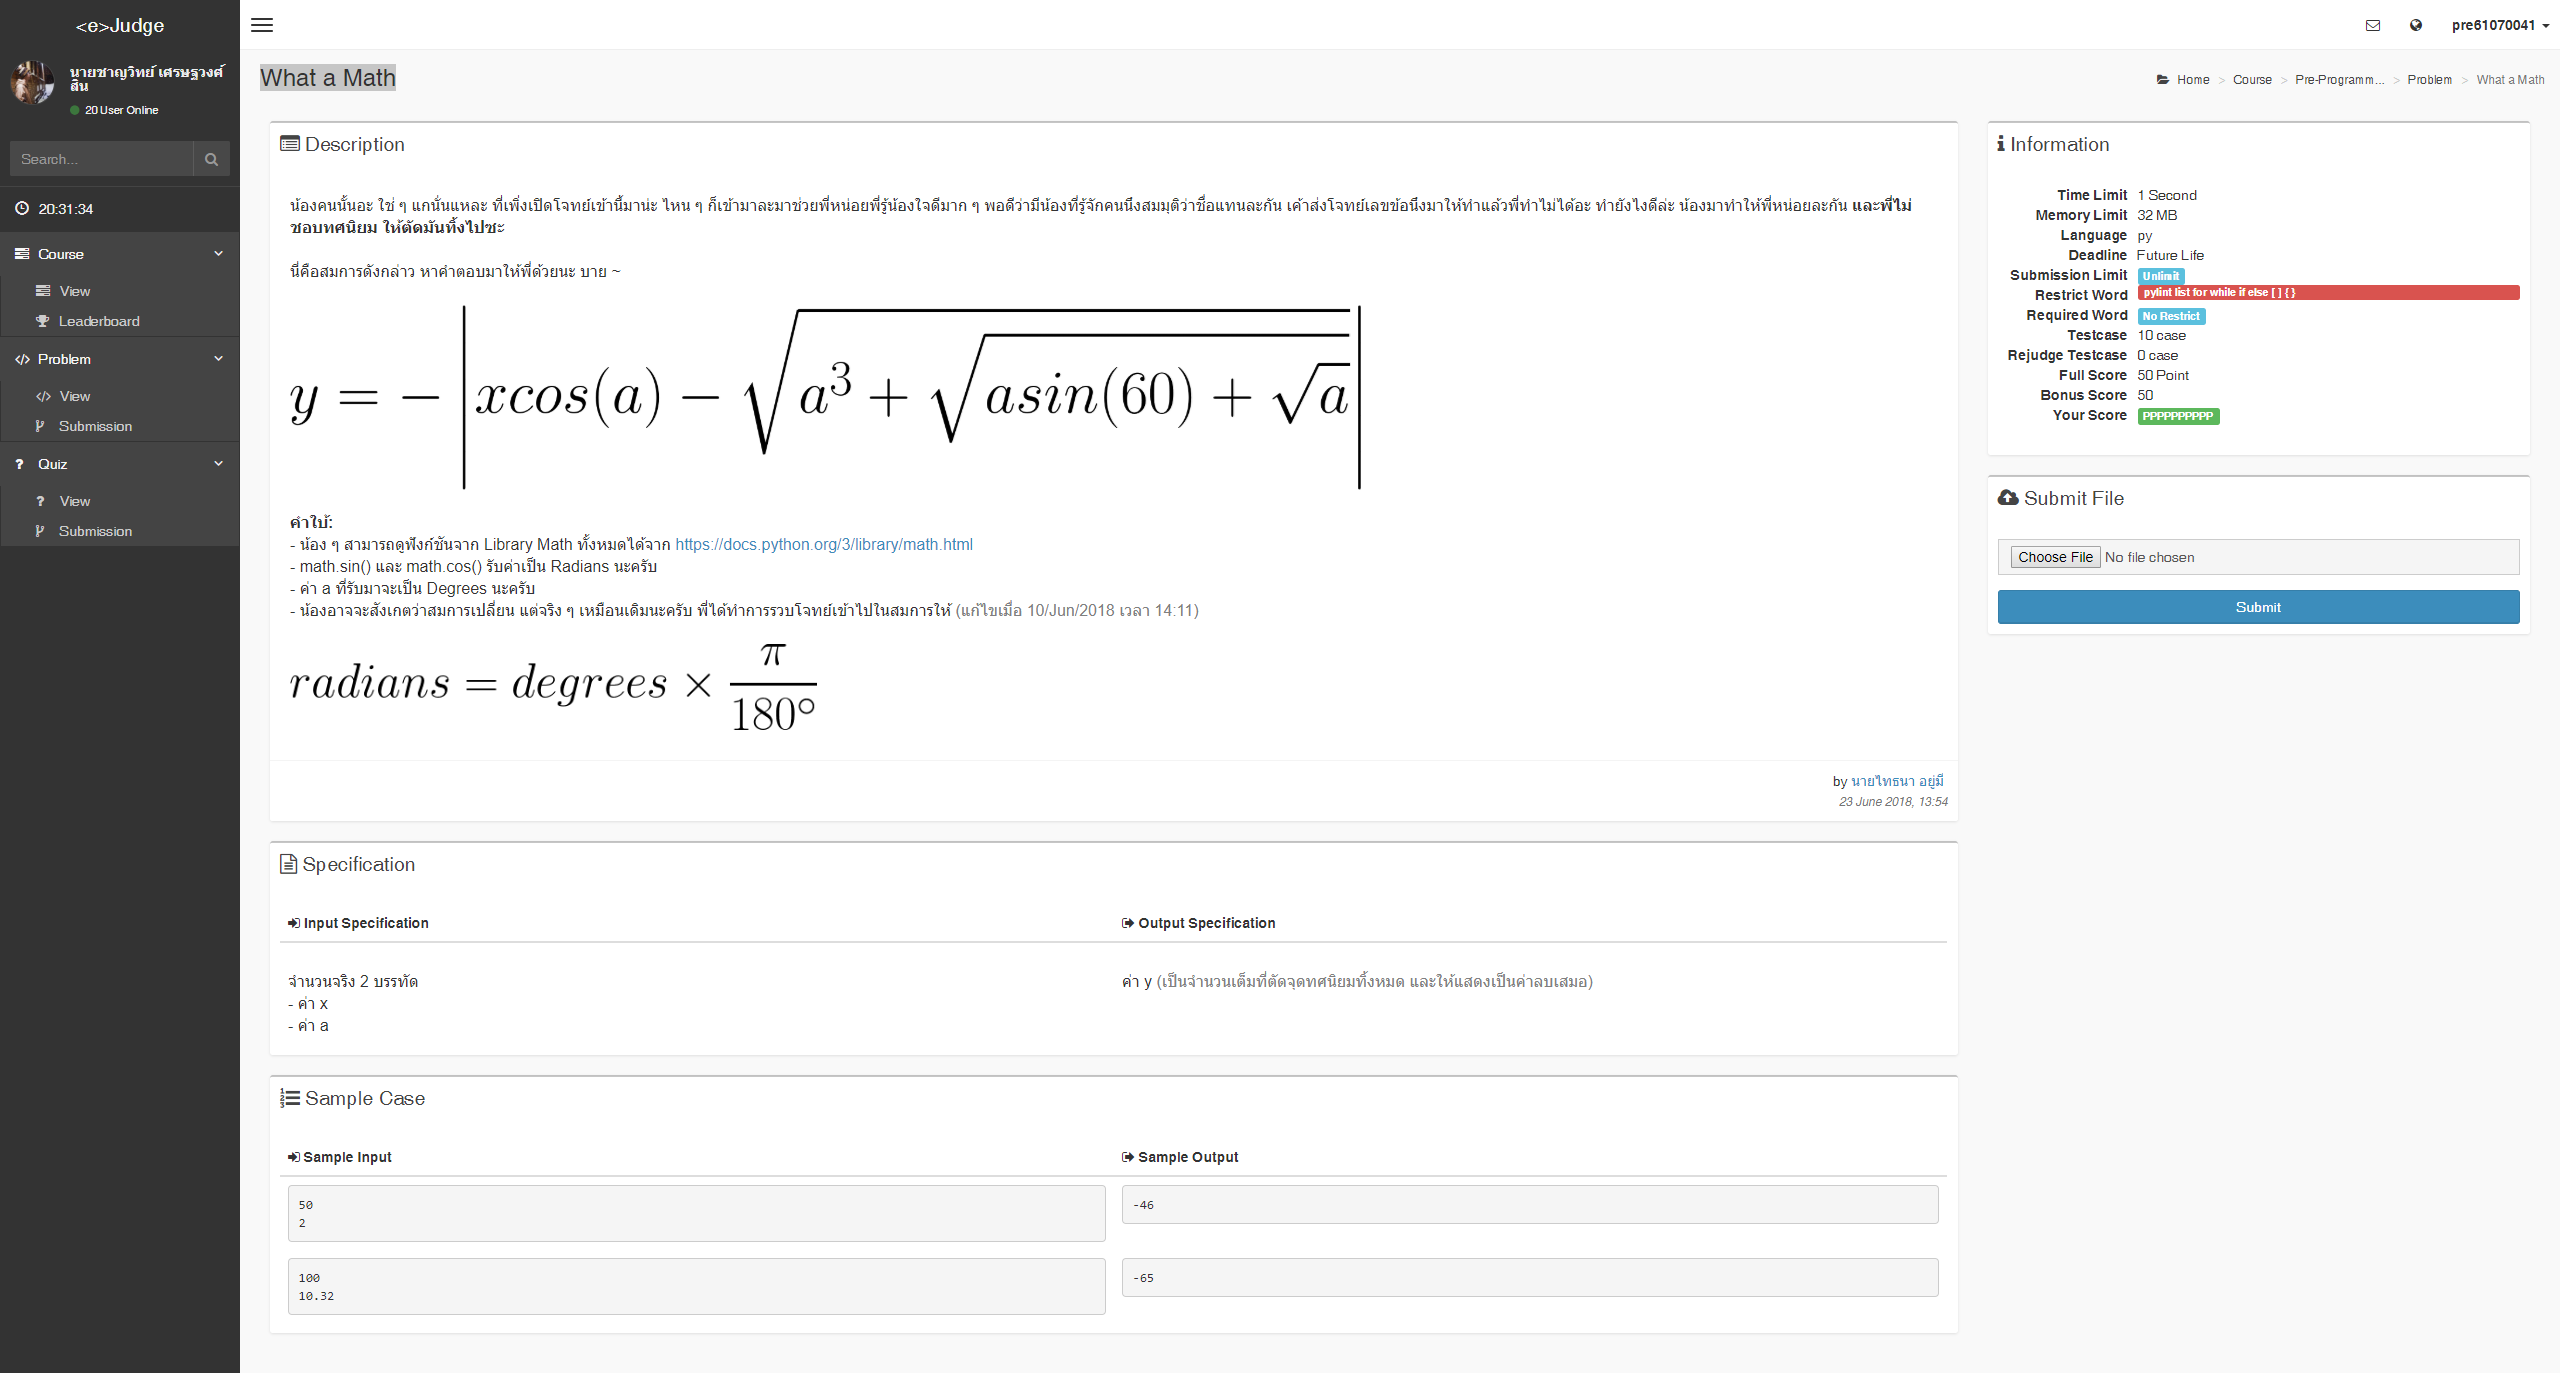 <e>Judge
pre61070041
นายชาญวิทย์ เศรษฐวงศ์
สิน
20 User Online
Search...
20:31:34
Course
View
Leaderboard
Problem
View
Submission
Quiz
View
Submission
What a Math
Home > Course > Pre-Programm... > Problem > What a Math
Description
น้องคนนั้นอะ ใช่ ๆ แกนั่นแหละ ที่เพิ่งเปิดโจทย์เข้านี้มาน่ะ ไหน ๆ ก็เข้ามาละมาช่วยพี่หน่อยพี่รู้น้องใจดีมาก ๆ พอดีว่ามีน้องที่รู้จักคนนึงสมมุติว่าชื่อแทนละกัน เค้าส่งโจทย์เลขข้อนึงมาให้ทำแล้วพี่ทำไม่ได้อะ ทำยังไงดีล่ะ น้องมาทำให้พี่หน่อยละกัน และพี่ไม่
ชอบทศนิยม ให้ตัดมันทิ้งไปซะ
นี่คือสมการดังกล่าว หาคำตอบมาให้พี่ด้วยนะ บาย ~
y = - |xcos(a) - √(a³ + √(asin(60) + √a))|
คำใบ้:
- น้อง ๆ สามารถดูฟังก์ชันจาก Library Math ทั้งหมดได้จาก https://docs.python.org/3/library/math.html
- math.sin() และ math.cos() รับค่าเป็น Radians นะครับ
- ค่า a ที่รับมาจะเป็น Degrees นะครับ
- น้องอาจจะสังเกตว่าสมการเปลี่ยน แต่จริง ๆ เหมือนเดิมนะครับ พี่ได้ทำการรวบโจทย์เข้าไปในสมการให้ (แก้ไขเมื่อ 10/Jun/2018 เวลา 14:11)
radians = degrees × π/180°
by นายไทธนา อยู่มี
23 June 2018, 13:54
Specification
Input Specification
จำนวนจริง 2 บรรทัด
- ค่า x
- ค่า a
Output Specification
ค่า y (เป็นจำนวนเต็มที่ตัดจุดทศนิยมทิ้งหมด และให้แสดงเป็นค่าลบเสมอ)
Sample Case
Sample Input
Sample Output
50
2
-46
100
10.32
-65
Information
Time Limit 1 Second
Memory Limit 32 MB
Language py
Deadline Future Life
Submission Limit Unlimit
Restrict Word pylint list for while if else [ ] { }
Required Word No Restrict
Testcase 10 case
Rejudge Testcase 0 case
Full Score 50 Point
Bonus Score 50
Your Score PPPPPPPPPP
Submit File
Choose File No file chosen
Submit